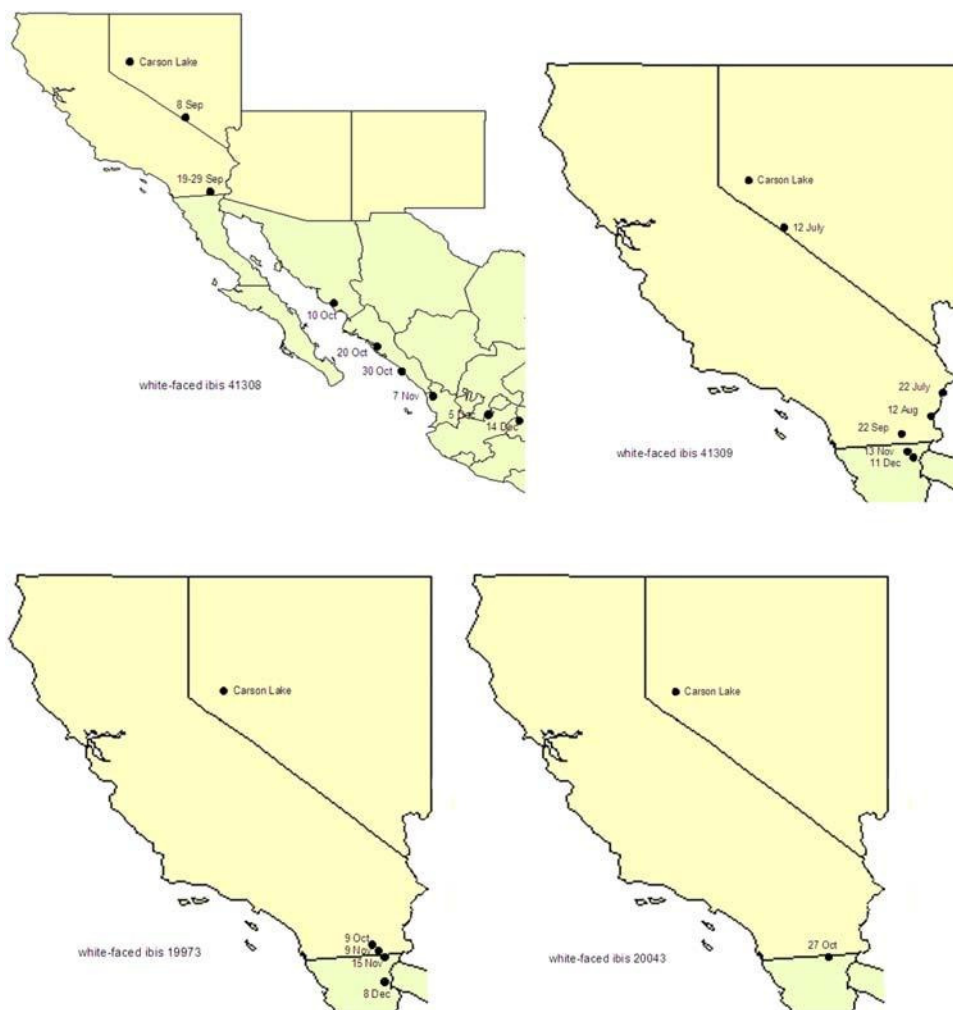 Carson Lake
8 Sep
19-29 Sep
10 Oct
20 Oct
30 Oct
7 Nov
5 Dec
14 Dec
white-faced ibis 41308
Carson Lake
12 July
22 July
12 Aug
22 Sep
13 Nov
11 Dec
white-faced ibis 41309
Carson Lake
9 Oct
9 Nov
15 Nov
8 Dec
white-faced ibis 19973
Carson Lake
27 Oct
white-faced ibis 20043